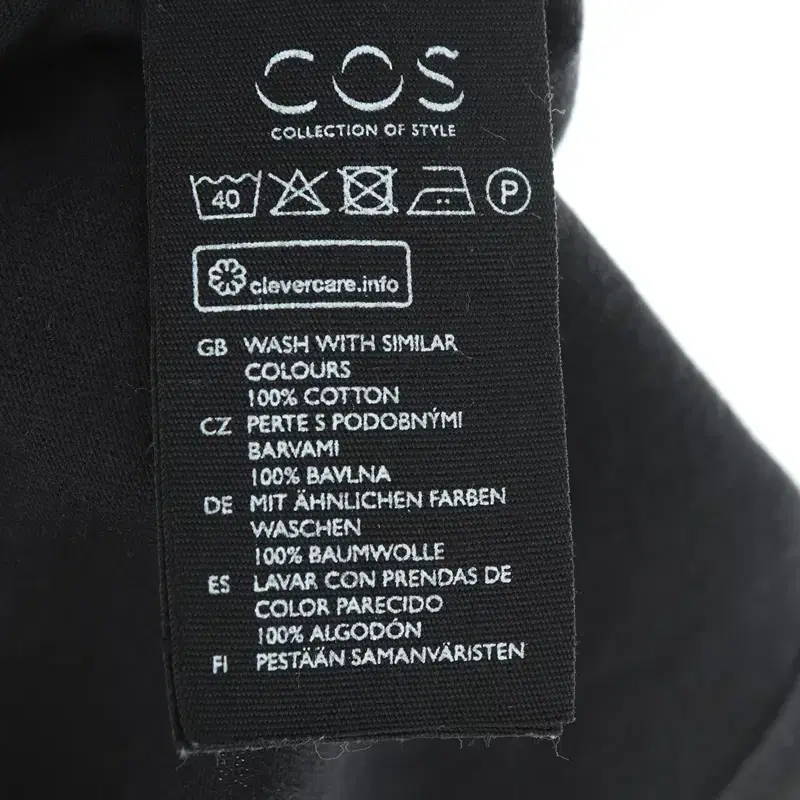 COS
COLLECTION OF STYLE
40 P
clevercare.info
GB WASH WITH SIMILAR
COLOURS
100% COTTON
CZ PERTE S PODOBNÝMI
BARVAMI
100% BAVLNA
DE MIT ÄHNLICHEN FARBEN
WASCHEN
100% BAUMWOLLE
ES LAVAR CON PRENDAS DE
COLOR PARECIDO
100% ALGODÓN
FI PESTÄÄN SAMANVÄRISTEN